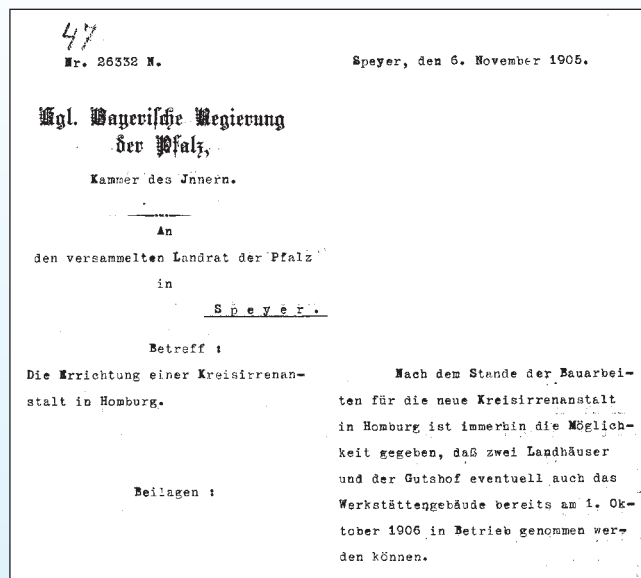 47
Nr. 26332 N.
Speyer, den 6. November 1905.
Kgl. Bayerische Regierung
der Pfalz,
Kammer des Jnnern.
An
den versammelten Landrat der Pfalz
in
Speyer.
Betreff :
Die Errichtung einer Kreisirrenan-
stalt in Homburg.
Beilagen :
Nach dem Stande der Bauarbei-
ten für die neue Kreisirrenanstalt
in Homburg ist immerhin die Möglich-
keit gegeben, daß zwei Landhäuser
und der Gutshof eventuell auch das
Werkstättengebäude bereits am 1. Ok-
tober 1906 in Betrieb genommen wer-
den können.